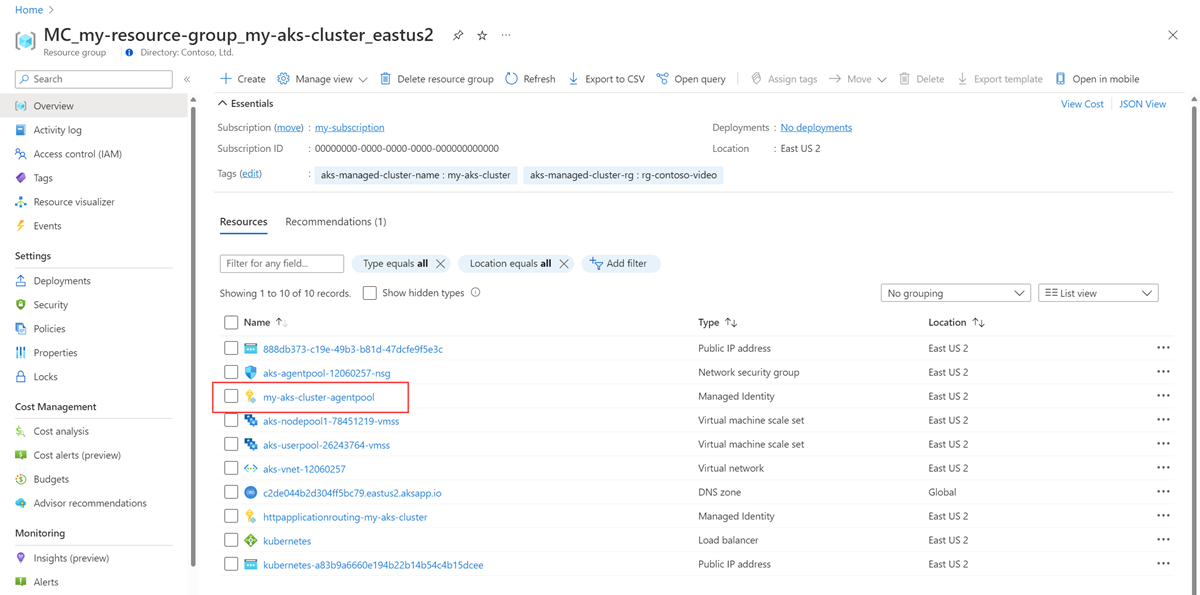 Home >
MC_my-resource-group_my-aks-cluster_eastus2 ...
Resource group Directory: Contoso, Ltd.
Search «
Create Manage view Delete resource group Refresh Export to CSV Open query Assign tags Move Delete Export template Open in mobile
Overview
Activity log
Access control (IAM)
Tags
Resource visualizer
Events
Settings
Deployments
Security
Policies
Properties
Locks
Cost Management
Cost analysis
Cost alerts (preview)
Budgets
Advisor recommendations
Monitoring
Insights (preview)
Alerts
Essentials View Cost JSON View
Subscription (move) : my-subscription Deployments : No deployments
Subscription ID : 00000000-0000-0000-0000-000000000000 Location : East US 2
Tags (edit) : aks-managed-cluster-name : my-aks-cluster aks-managed-cluster-rg : rg-contoso-video
Resources Recommendations (1)
Filter for any field... Type equals all Location equals all Add filter
Showing 1 to 10 of 10 records. Show hidden types No grouping List view
Name Type Location
888db373-c19e-49b3-b81d-47dcfe9f5e3c Public IP address East US 2 ...
aks-agentpool-12060257-nsg Network security group East US 2 ...
my-aks-cluster-agentpool Managed Identity East US 2 ...
aks-nodepool1-78451219-vmss Virtual machine scale set East US 2 ...
aks-userpool-26243764-vmss Virtual machine scale set East US 2 ...
aks-vnet-12060257 Virtual network East US 2 ...
c2de044b2d304ff5bc79.eastus2.aksapp.io DNS zone Global ...
httpapplicationrouting-my-aks-cluster Managed Identity East US 2 ...
kubernetes Load balancer East US 2 ...
kubernetes-a83b9a6660e194b22b14b54c4b15dcee Public IP address East US 2 ...